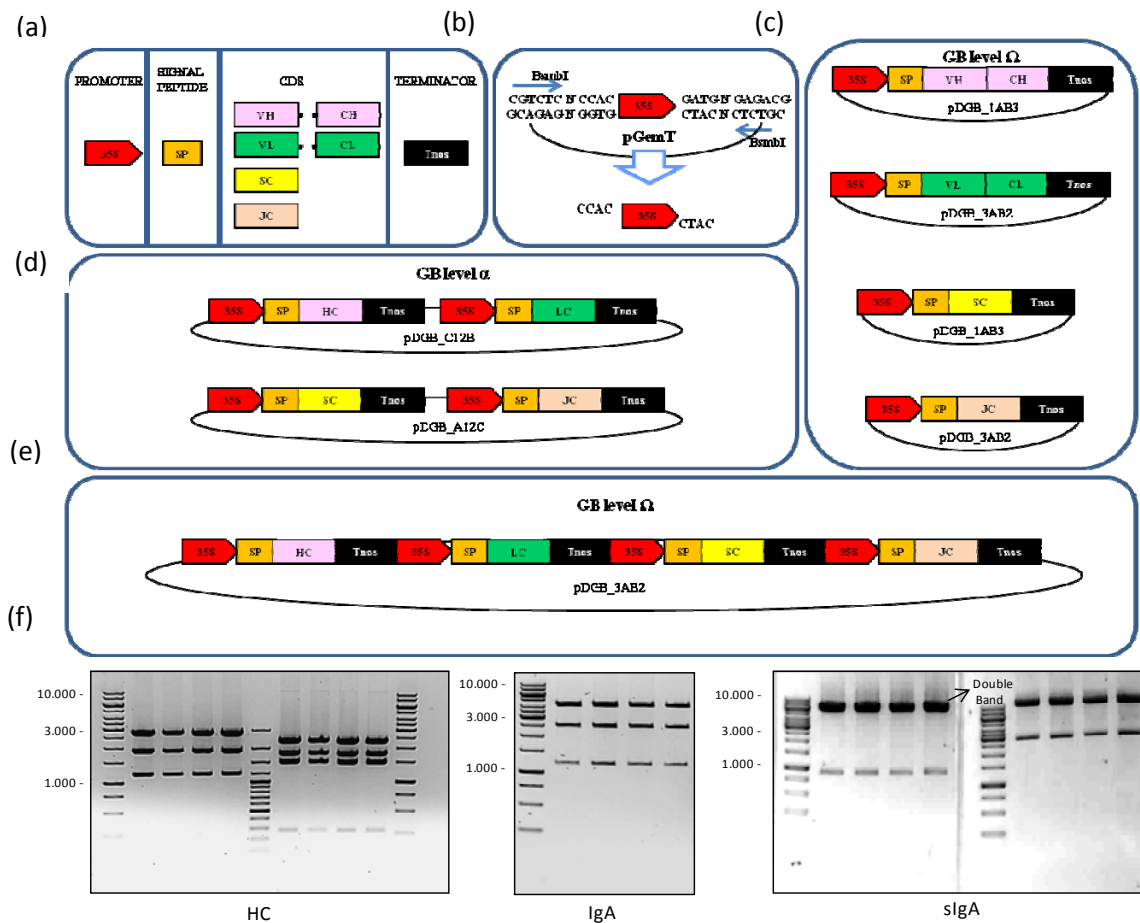 (a)
PROMOTER
SIGNAL
PEPTIDE
CDS
TERMINATOR
35S
SP
VH
CH
VL
CL
SC
JC
Tnos
(b)
BsmbI
CGTCTC N CCAC
35S
GATG N GAGACG
GCAGAG N GGTG
CTAC N CTCTGC
pGemT
BsmbI
CCAC
35S
CTAC
(c)
GB level Ω
35S
SP
VH
CH
Tnos
pDGB_1AB3
35S
SP
VL
CL
Tnos
pDGB_3AB2
35S
SP
SC
Tnos
pDGB_1AB3
35S
SP
JC
Tnos
pDGB_3AB2
(d)
GB level α
35S
SP
HC
Tnos
35S
SP
LC
Tnos
pDGB_C12B
35S
SP
SC
Tnos
35S
SP
JC
Tnos
pDGB_A12C
(e)
GB level Ω
35S
SP
HC
Tnos
35S
SP
LC
Tnos
35S
SP
SC
Tnos
35S
SP
JC
Tnos
pDGB_3AB2
(f)
10.000 -
3.000 -
1.000 -
HC
10.000 -
3.000 -
1.000 -
IgA
10.000 -
3.000 -
1.000 -
Double
Band
sIgA